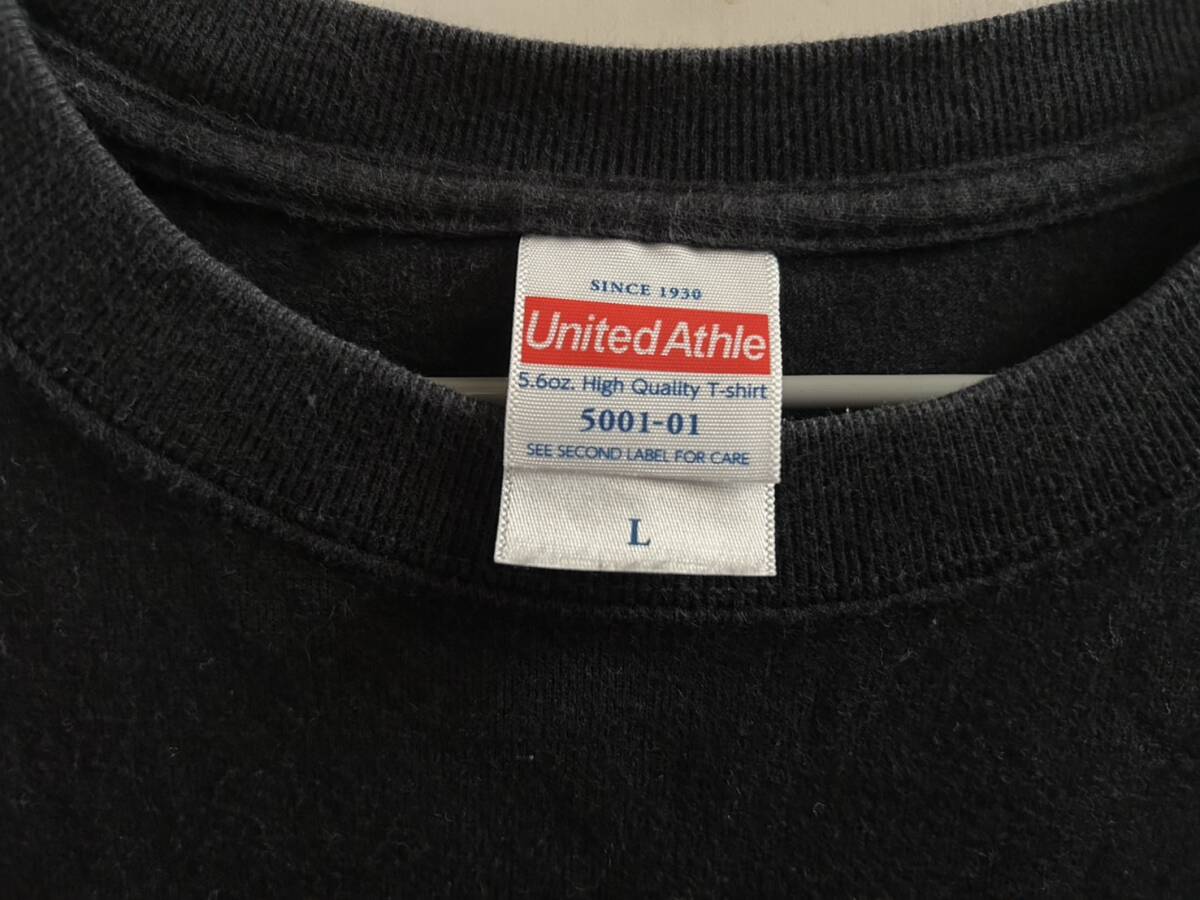 SINCE 1930
United Athle
5.6oz. High Quality T-shirt
5001-01
SEE SECOND LABEL FOR CARE
L